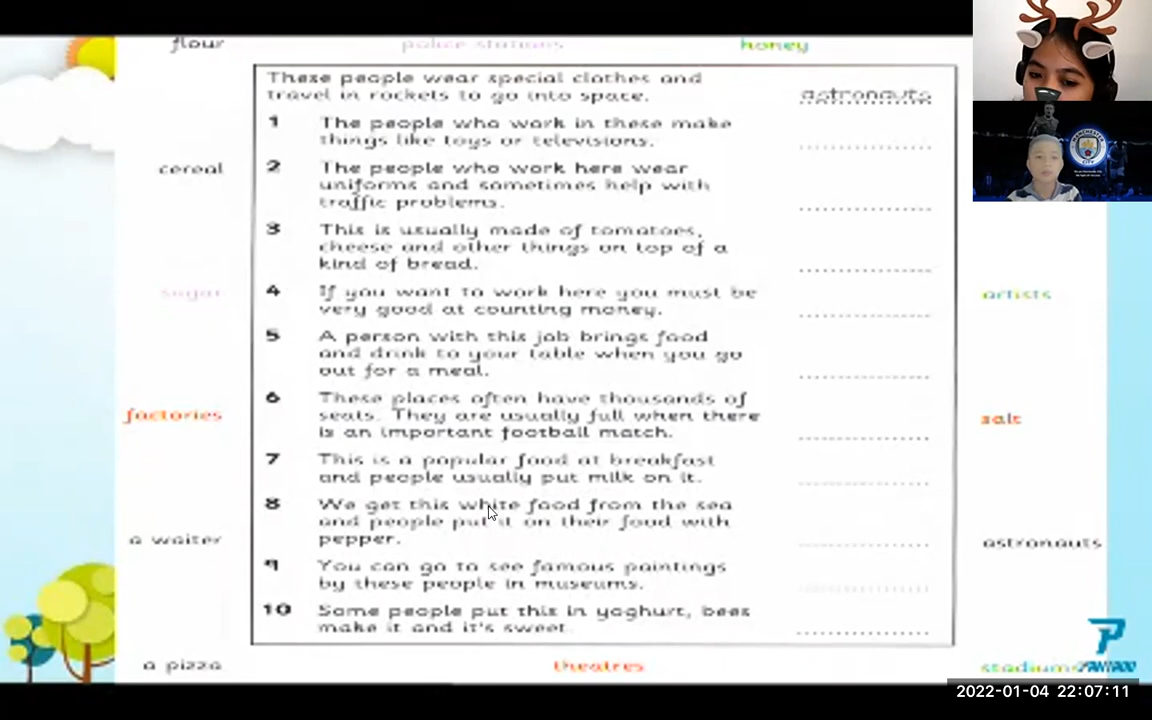 flour police stations honey
These people wear special clothes and
travel in rockets to go into space. astronauts
1 The people who work in these make
things like toys or televisions.
cereal
2 The people who work here wear
uniforms and sometimes help with
traffic problems.
3 This is usually made of tomatoes,
cheese and other things on top of a
kind of bread.
sugar
4 If you want to work here you must be
very good at counting money.
artists
5 A person with this job brings food
and drink to your table when you go
out for a meal.
factories
6 These places often have thousands of
seats. They are usually full when there
is an important football match.
salt
7 This is a popular food at breakfast
and people usually put milk on it.
8 We get this white food from the sea
and people put it on their food with
pepper.
a waiter
astronauts
9 You can go to see famous paintings
by these people in museums.
10 Some people put this in yoghurt, bees
make it and it's sweet.
a pizza theatres stadiums
PANTADO
MANCHESTER
CITY
2022-01-04 22:07:11